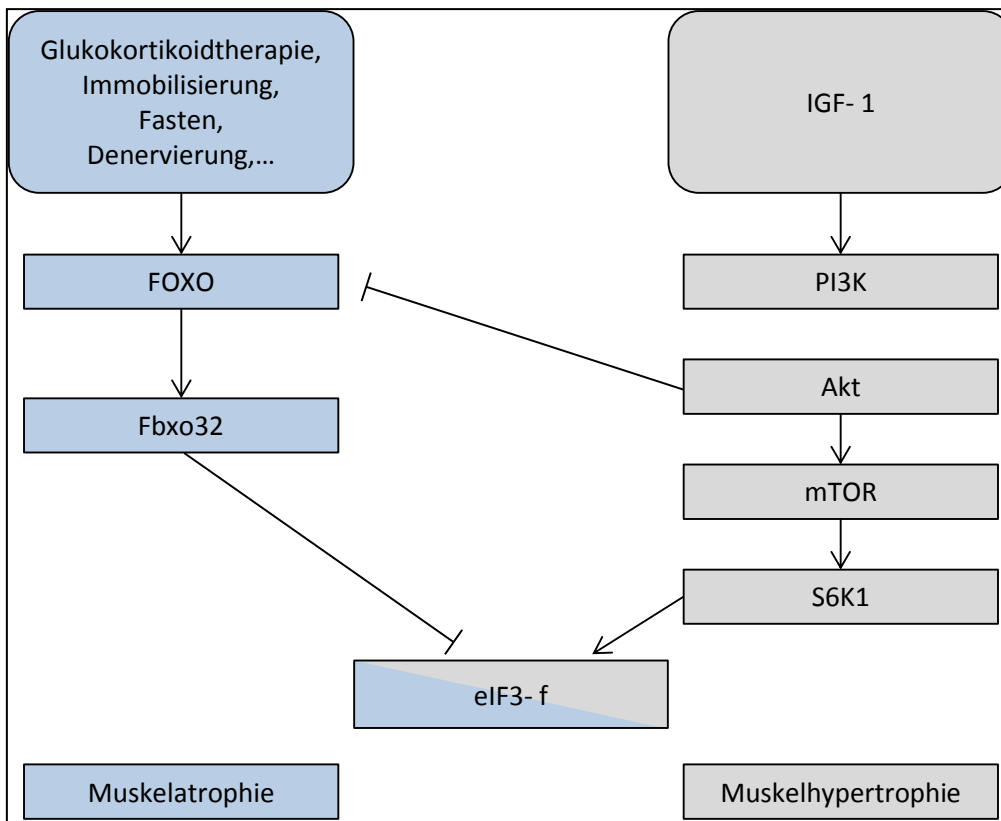 Glukokortikoidtherapie,
Immobilisierung,
Fasten,
Denervierung,...
IGF- 1
FOXO
PI3K
Akt
Fbxo32
mTOR
S6K1
eIF3- f
Muskelatrophie
Muskelhypertrophie